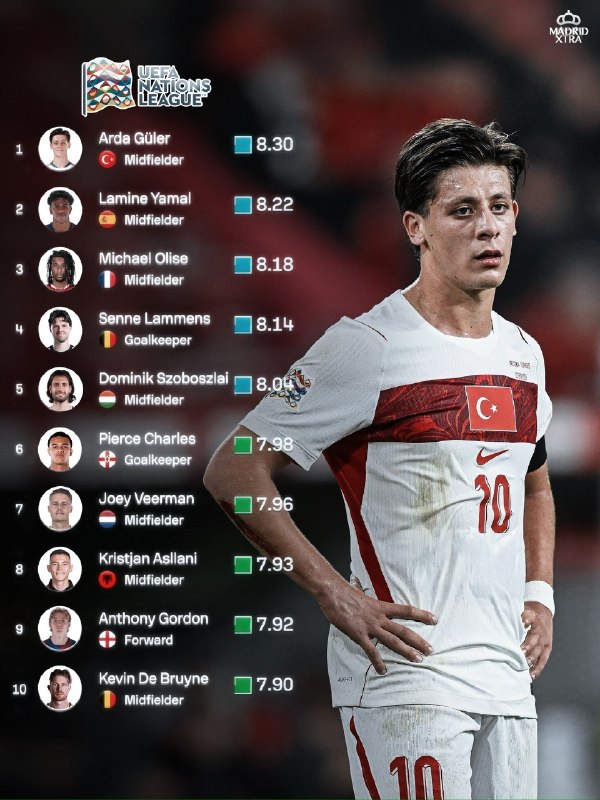 MADRID
XTRA
UEFA
NATIONS
LEAGUE
1 Arda Güler 8.30
Midfielder
2 Lamine Yamal 8.22
Midfielder
3 Michael Olise 8.18
Midfielder
4 Senne Lammens 8.14
Goalkeeper
5 Dominik Szoboszlai 8.04
Midfielder
6 Pierce Charles 7.98
Goalkeeper
7 Joey Veerman 7.96
Midfielder
8 Kristjan Asllani 7.93
Midfielder
9 Anthony Gordon 7.92
Forward
10 Kevin De Bruyne 7.90
Midfielder
10
10